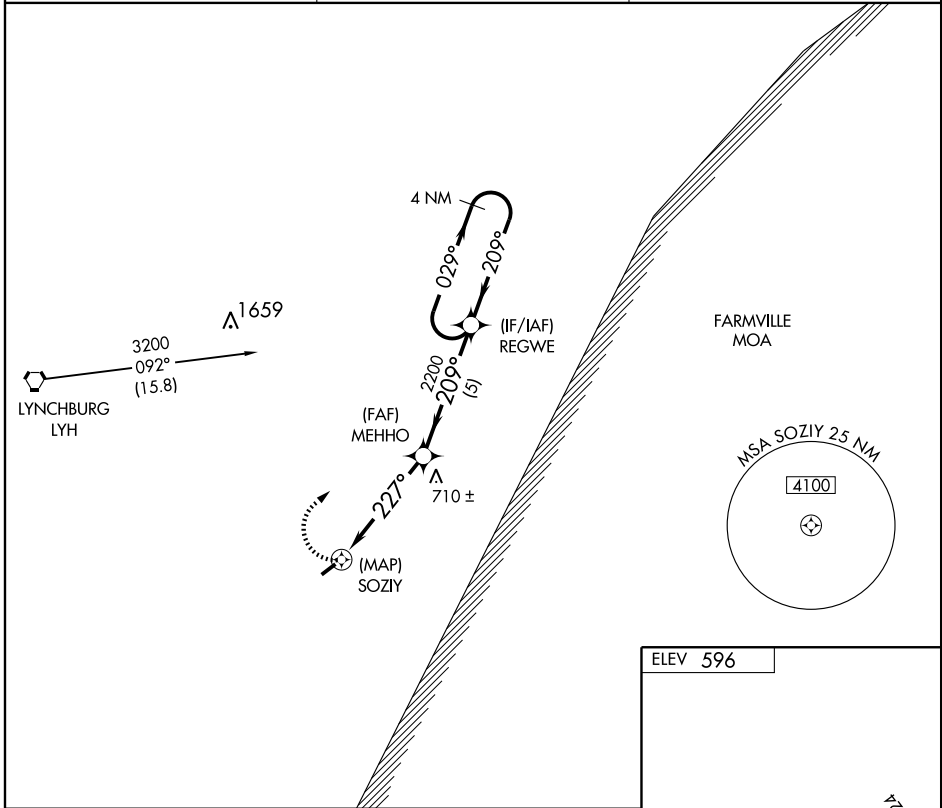 4 NM
029°
209°
1659
(IF/IAF)
REGWE
FARMVILLE
MOA
3200
092°
(15.8)
LYNCHBURG
LYH
2200
209°
(5)
(FAF)
MEHHO
710 ±
227°
(MAP)
SOZIY
MSA SOZIY 25 NM
4100
ELEV 596